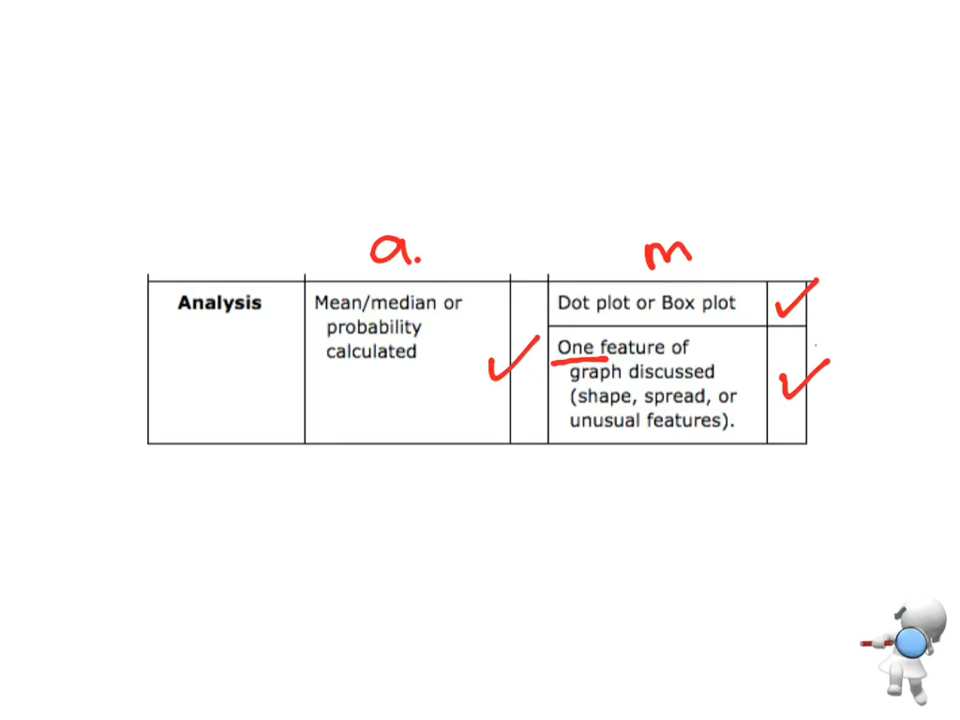 a. m
Analysis Mean/median or Dot plot or Box plot
probability
calculated
One feature of
graph discussed
(shape, spread, or
unusual features).